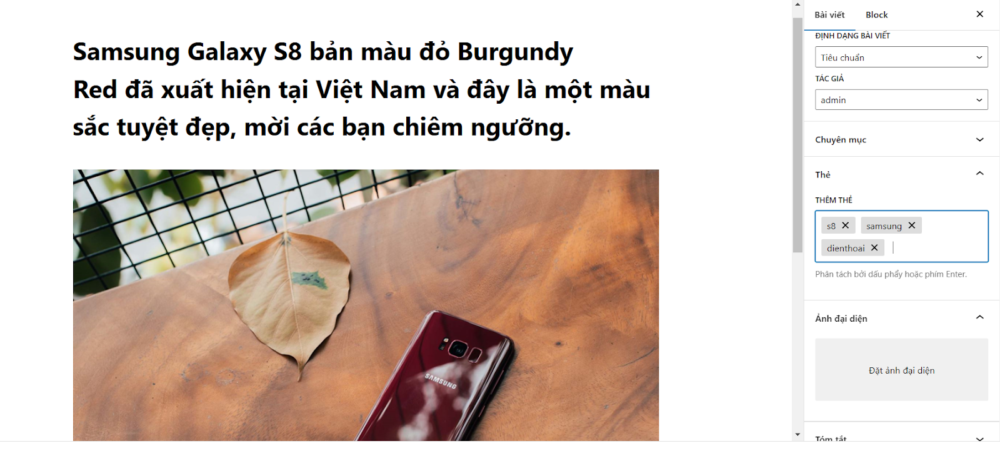 Samsung Galaxy S8 bản màu đỏ Burgundy
Red đã xuất hiện tại Việt Nam và đây là một màu
sắc tuyệt đẹp, mời các bạn chiêm ngưỡng.
SAMSUNG
Bài viết Block
ĐỊNH DẠNG BÀI VIẾT
Tiêu chuẩn
TÁC GIẢ
admin
Chuyên mục
Thẻ
THÊM THẺ
s8 samsung
dienthoai
Phân tách bởi dấu phẩy hoặc phím Enter.
Ảnh đại diện
Đặt ảnh đại diện
Tóm tắt